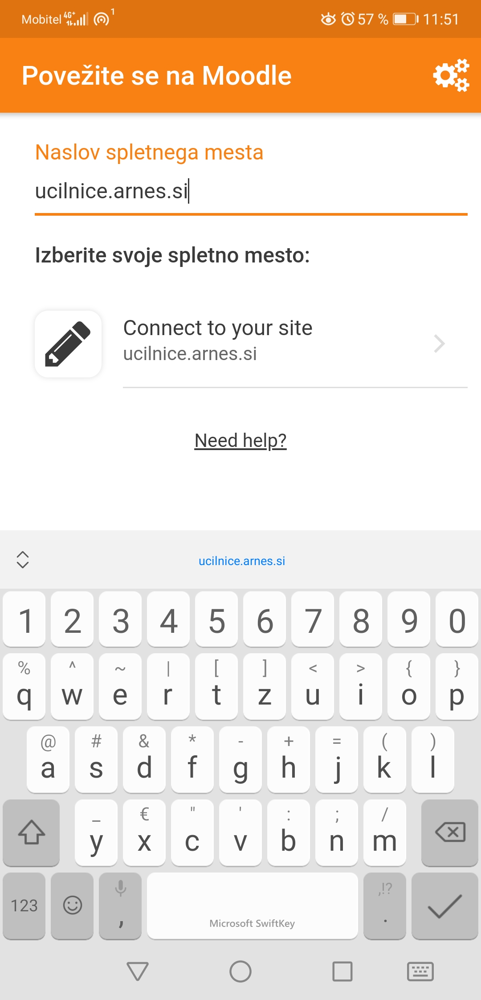 Mobitel 4G+ 1 57 % 11:51
Povežite se na Moodle
Naslov spletnega mesta
ucilnice.arnes.si
Izberite svoje spletno mesto:
Connect to your site
ucilnice.arnes.si
Need help?
ucilnice.arnes.si
1 2 3 4 5 6 7 8 9 0
% ^ ~ | [ ] < > { }
q w e r t z u i o p
@ # & * - + = ( )
a s d f g h j k l
_ € " ' : ; /
y x c v b n m
,!?
123 , .
Microsoft SwiftKey